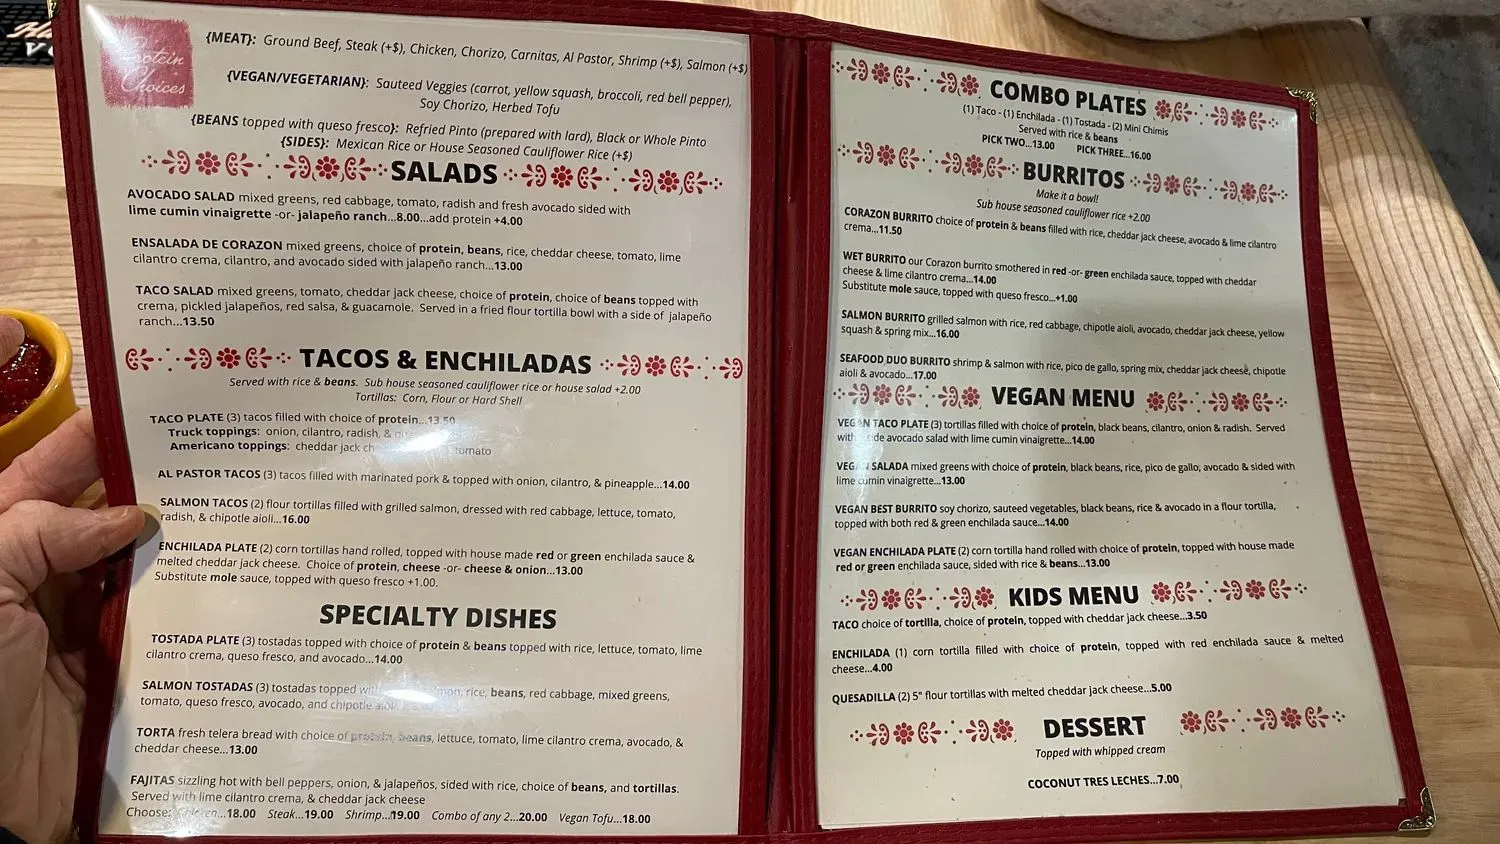 Protein
Choices
{MEAT}: Ground Beef, Steak (+$), Chicken, Chorizo, Carnitas, Al Pastor, Shrimp (+$), Salmon (+$)
{VEGAN/VEGETARIAN}: Sauteed Veggies (carrot, yellow squash, broccoli, red bell pepper),
Soy Chorizo, Herbed Tofu
{BEANS topped with queso fresco}: Refried Pinto (prepared with lard), Black or Whole Pinto
{SIDES}: Mexican Rice or House Seasoned Cauliflower Rice (+$)
SALADS
AVOCADO SALAD mixed greens, red cabbage, tomato, radish and fresh avocado sided with
lime cumin vinaigrette -or- jalapeño ranch...8.00...add protein +4.00
ENSALADA DE CORAZON mixed greens, choice of protein, beans, rice, cheddar cheese, tomato, lime
cilantro crema, cilantro, and avocado sided with jalapeño ranch...13.00
TACO SALAD mixed greens, tomato, cheddar jack cheese, choice of protein, choice of beans topped with
crema, pickled jalapeños, red salsa, & guacamole. Served in a fried flour tortilla bowl with a side of jalapeño
ranch...13.50
TACOS & ENCHILADAS
Served with rice & beans. Sub house seasoned cauliflower rice or house salad +2.00
Tortillas: Corn, Flour or Hard Shell
TACO PLATE (3) tacos filled with choice of protein...13.50
Truck toppings: onion, cilantro, radish, &
Americano toppings: cheddar jack tomato
AL PASTOR TACOS (3) tacos filled with marinated pork & topped with onion, cilantro, & pineapple...14.00
SALMON TACOS (2) flour tortillas filled with grilled salmon, dressed with red cabbage, lettuce, tomato,
radish, & chipotle aioli...16.00
ENCHILADA PLATE (2) corn tortillas hand rolled, topped with house made red or green enchilada sauce &
melted cheddar jack cheese. Choice of protein, cheese -or- cheese & onion...13.00
Substitute mole sauce, topped with queso fresco +1.00.
SPECIALTY DISHES
TOSTADA PLATE (3) tostadas topped with choice of protein & beans topped with rice, lettuce, tomato, lime
cilantro crema, queso fresco, and avocado...14.00
SALMON TOSTADAS (3) tostadas topped with salmon, rice, beans, red cabbage, mixed greens,
tomato, queso fresco, avocado, and chipotle aioli
TORTA fresh telera bread with choice of protein, beans, lettuce, tomato, lime cilantro crema, avocado, &
cheddar cheese...13.00
FAJITAS sizzling hot with bell peppers, onion, & jalapeños, sided with rice, choice of beans, and tortillas.
Served with lime cilantro crema, & cheddar jack cheese
Choose: Chicken...18.00 Steak...19.00 Shrimp...19.00 Combo of any 2...20.00 Vegan Tofu...18.00
COMBO PLATES
(1) Taco - (1) Enchilada - (1) Tostada - (2) Mini Chimis
Served with rice & beans
PICK TWO...13.00 PICK THREE...16.00
BURRITOS
Make it a bowl!
Sub house seasoned cauliflower rice +2.00
CORAZON BURRITO choice of protein & beans filled with rice, cheddar jack cheese, avocado & lime cilantro
crema...11.50
WET BURRITO our Corazon burrito smothered in red -or- green enchilada sauce, topped with cheddar
cheese & lime cilantro crema...14.00
Substitute mole sauce, topped with queso fresco...+1.00
SALMON BURRITO grilled salmon with rice, red cabbage, chipotle aioli, avocado, cheddar jack cheese, yellow
squash & spring mix...16.00
SEAFOOD DUO BURRITO shrimp & salmon with rice, pico de gallo, spring mix, cheddar jack cheese, chipotle
aioli & avocado...17.00
VEGAN MENU
VEGAN TACO PLATE (3) tortillas filled with choice of protein, black beans, cilantro, onion & radish. Served
with side avocado salad with lime cumin vinaigrette...14.00
VEGAN SALADA mixed greens with choice of protein, black beans, rice, pico de gallo, avocado & sided with
lime cumin vinaigrette...13.00
VEGAN BEST BURRITO soy chorizo, sauteed vegetables, black beans, rice & avocado in a flour tortilla,
topped with both red & green enchilada sauce...14.00
VEGAN ENCHILADA PLATE (2) corn tortilla hand rolled with choice of protein, topped with house made
red or green enchilada sauce, sided with rice & beans...13.00
KIDS MENU
TACO choice of tortilla, choice of protein, topped with cheddar jack cheese...3.50
ENCHILADA (1) corn tortilla filled with choice of protein, topped with red enchilada sauce & melted
cheese...4.00
QUESADILLA (2) 5" flour tortillas with melted cheddar jack cheese...5.00
DESSERT
Topped with whipped cream
COCONUT TRES LECHES...7.00